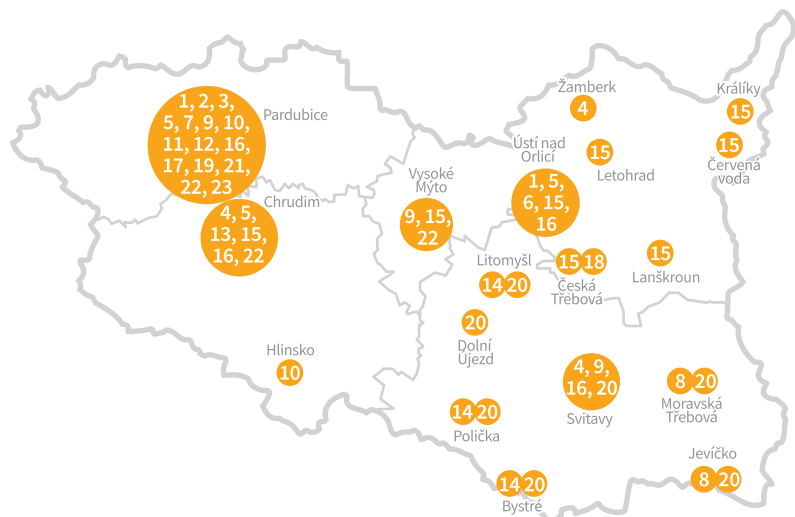 1, 2, 3,
5, 7, 9, 10,
11, 12, 16,
17, 19, 21,
22, 23
Pardubice
Chrudim
4, 5,
13, 15,
16, 22
Hlinsko
10
Vysoké
Mýto
9, 15,
22
Žamberk
4
Králíky
15
15
Červená
voda
Ústí nad
Orlicí
1, 5,
6, 15,
16
15
Letohrad
Litomyšl
14 20
15 18
Česká
Třebová
15
Lanškroun
20
Dolní
Újezd
4, 9,
16, 20
Svitavy
8 20
Moravská
Třebová
14 20
Polička
Jevíčko
8 20
14 20
Bystré